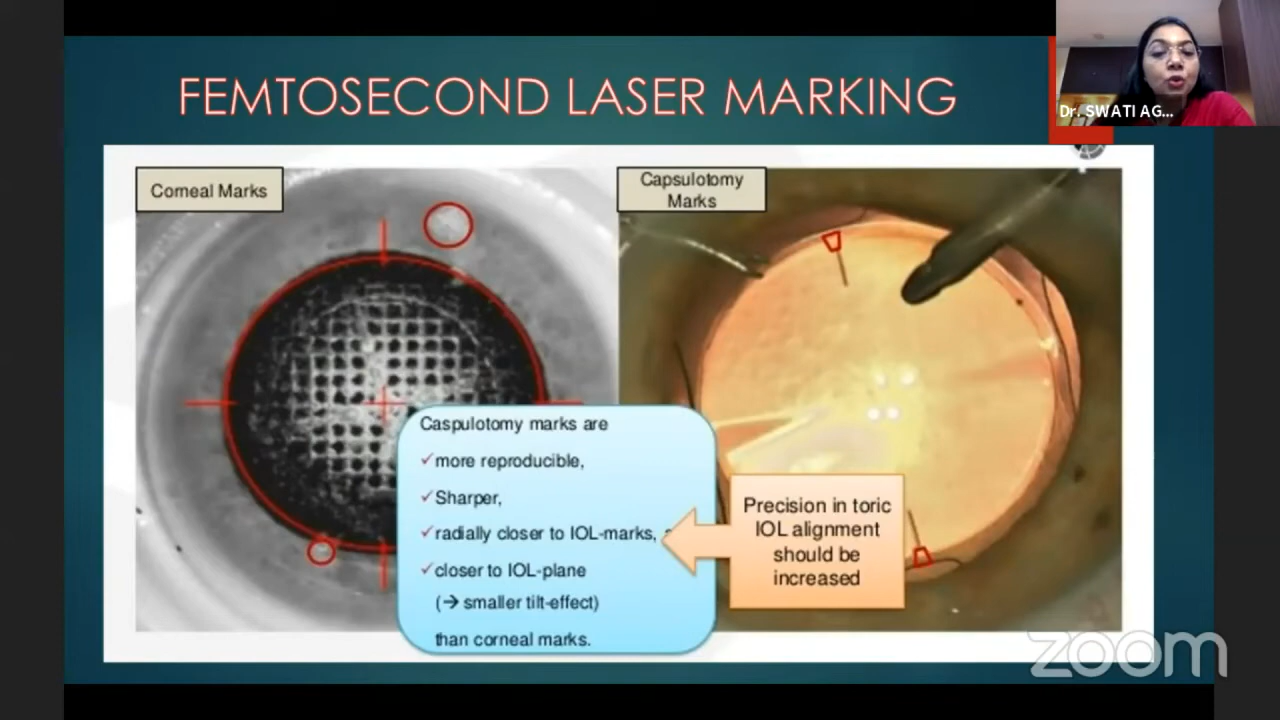 FEMTOSECOND LASER MARKING
Dr. SWATI AG...
Corneal Marks
Capsulotomy
Marks
Caspulotomy marks are
✓more reproducible,
✓Sharper,
✓radially closer to IOL-marks,
✓closer to IOL-plane
(→ smaller tilt-effect)
than corneal marks.
Precision in toric
IOL alignment
should be
increased
zoom